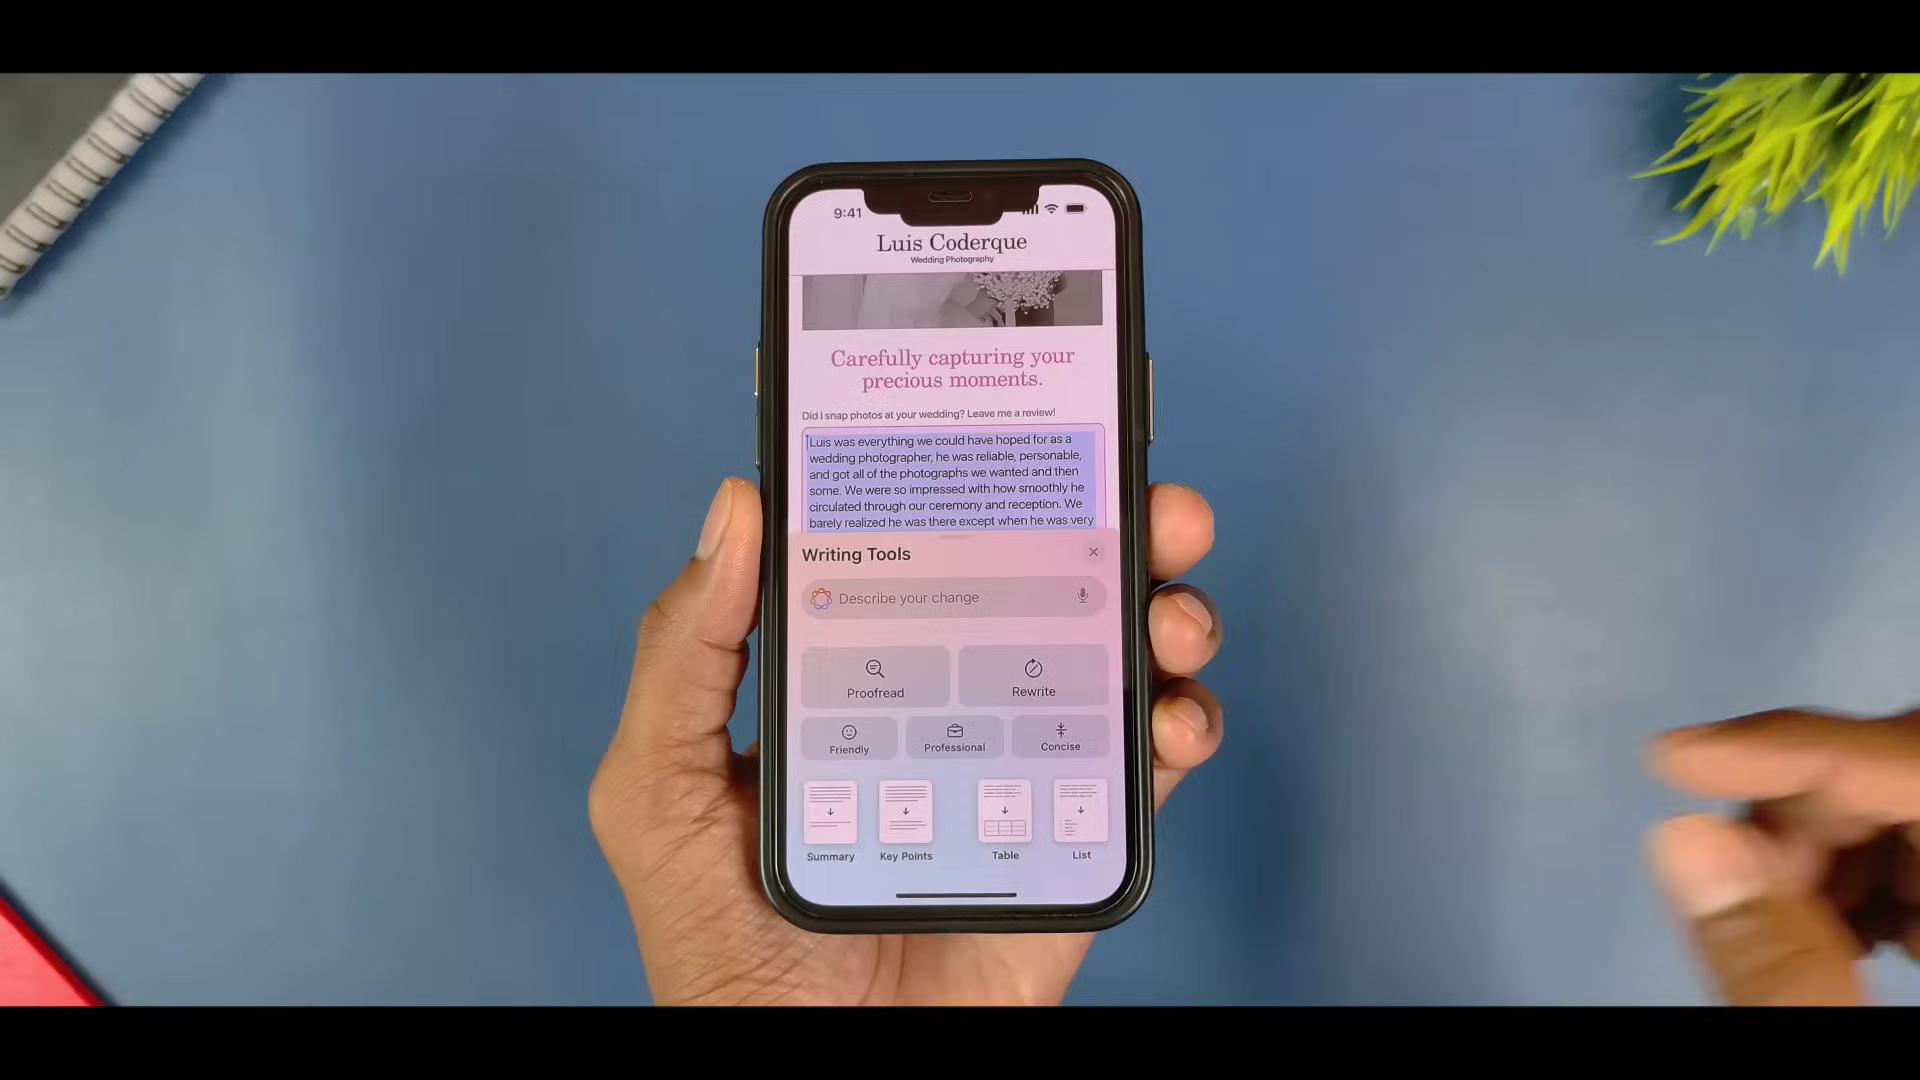 9:41
Luis Coderque
Wedding Photography
Carefully capturing your
precious moments.
Did I snap photos at your wedding? Leave me a review!
Luis was everything we could have hoped for as a
wedding photographer, he was reliable, personable,
and got all of the photographs we wanted and then
some. We were so impressed with how smoothly he
circulated through our ceremony and reception. We
barely realized he was there except when he was very
Writing Tools
Describe your change
Proofread
Rewrite
Friendly
Professional
Concise
Summary
Key Points
Table
List